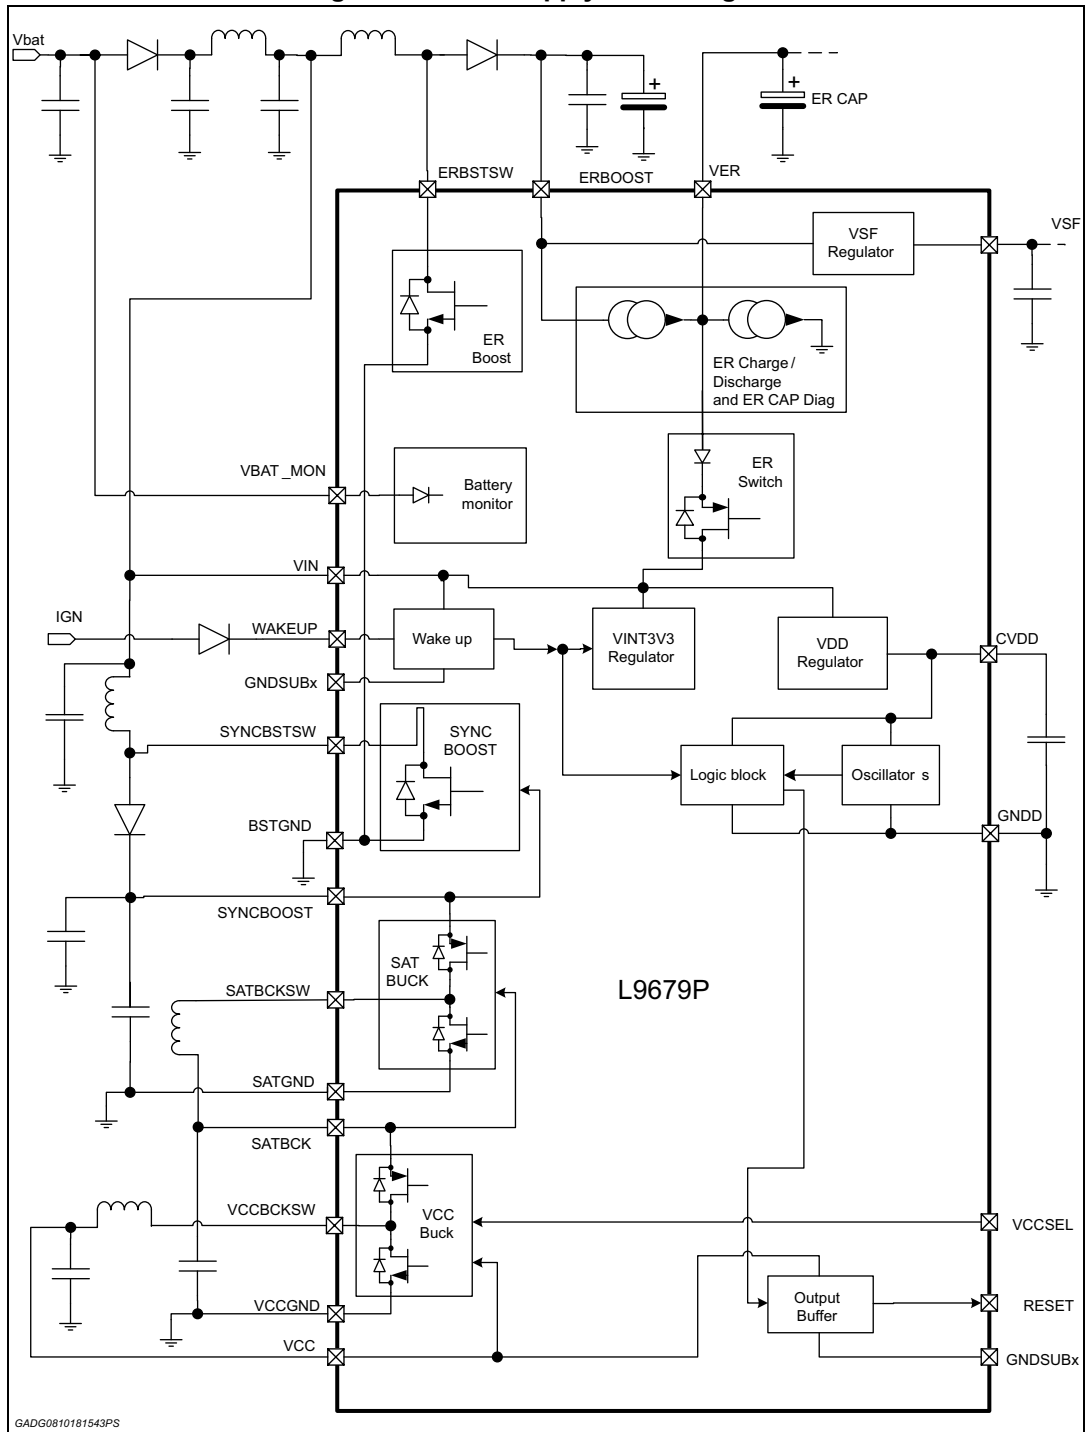 Vbat
+
+
ER CAP
ERBSTSW
ERBOOST
VER
VSF
VSF
Regulator
ER
Boost
ER Charge /
Discharge
and ER CAP Diag
ER
Switch
VBAT _MON
Battery
monitor
VIN
IGN
WAKEUP
Wake up
VINT3V3
Regulator
VDD
Regulator
CVDD
GNDSUBx
SYNCBSTSW
SYNC
BOOST
Logic block
Oscillator s
BSTGND
GNDD
SYNCBOOST
SAT
BUCK
SATBCKSW
L9679P
SATGND
SATBCK
VCCBCKSW
VCC
Buck
VCCSEL
VCCGND
Output
Buffer
RESET
VCC
GNDSUBx
GADG0810181543PS